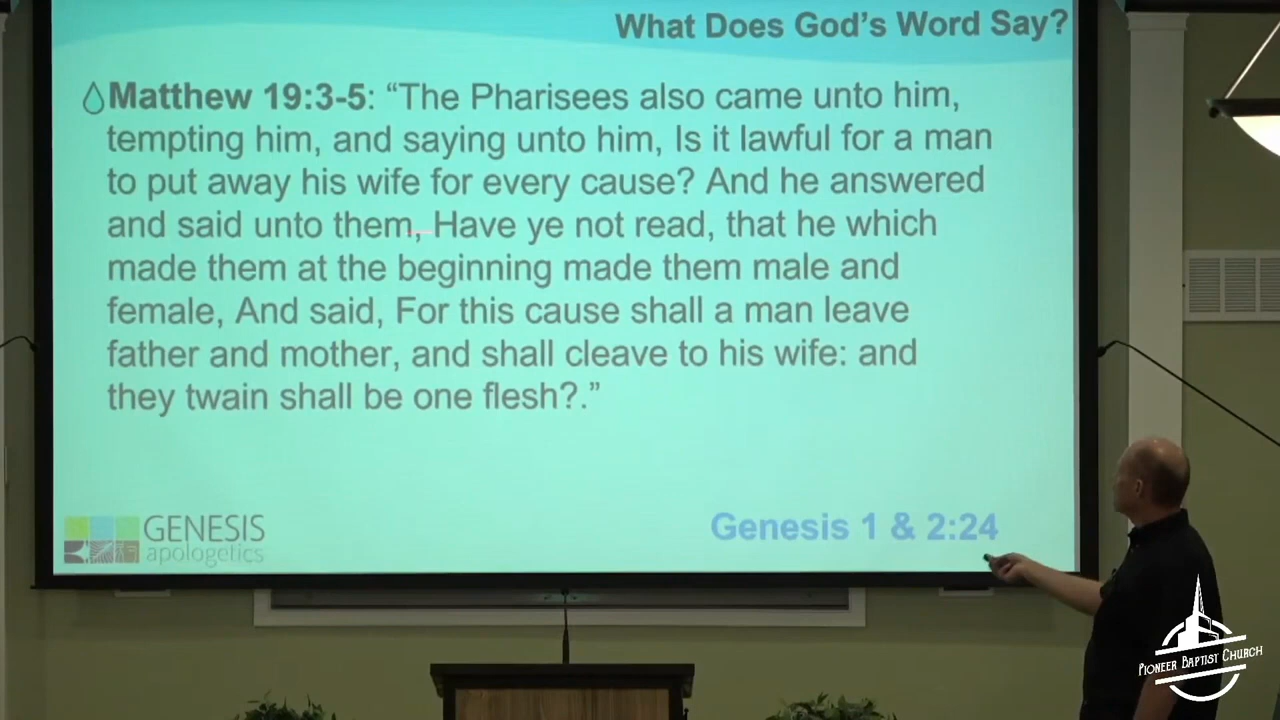 What Does God's Word Say?
Matthew 19:3-5: “The Pharisees also came unto him,
tempting him, and saying unto him, Is it lawful for a man
to put away his wife for every cause? And he answered
and said unto them, Have ye not read, that he which
made them at the beginning made them male and
female, And said, For this cause shall a man leave
father and mother, and shall cleave to his wife: and
they twain shall be one flesh?.”
GENESIS
apologetics
Genesis 1 & 2:24
PIONEER BAPTIST CHURCH